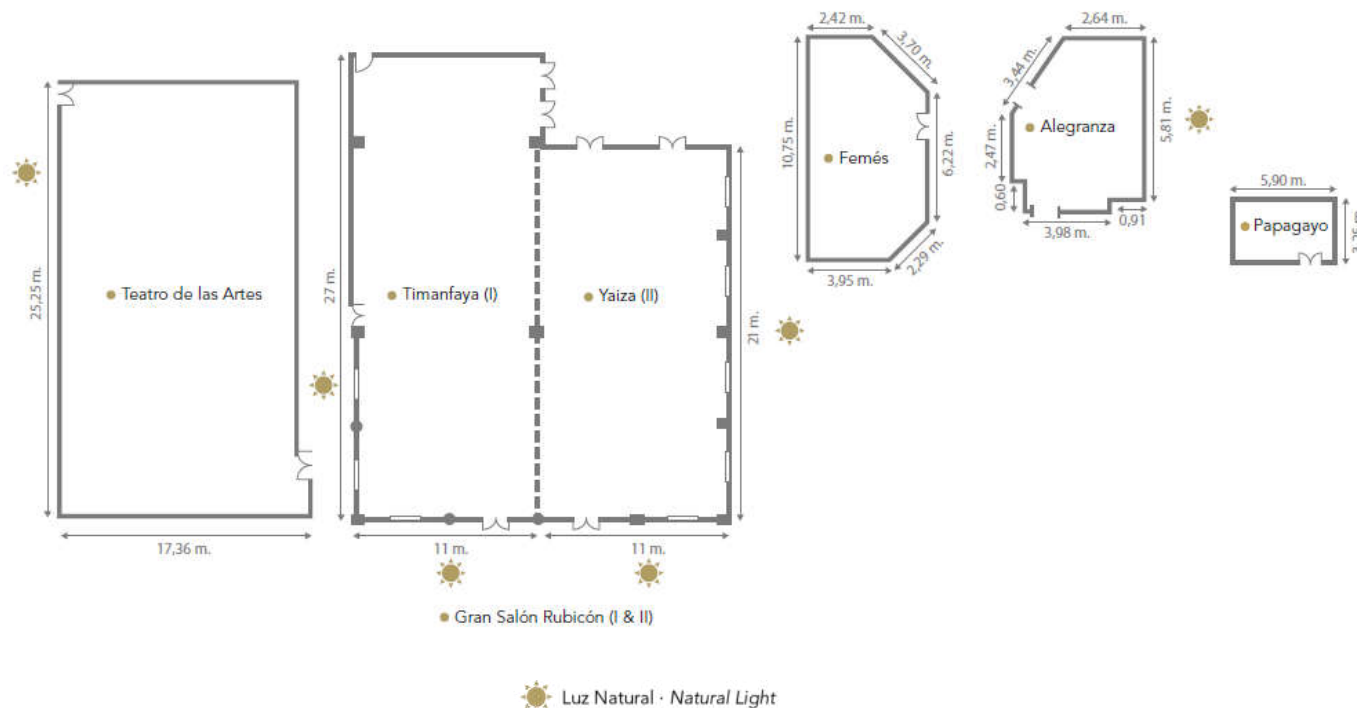 25,25 m.
Teatro de las Artes
17,36 m.
27 m.
Timanfaya (I)
Yaiza (II)
21 m.
11 m.
11 m.
Gran Salón Rubicón (I & II)
2,42 m.
3,70 m.
10,75 m.
Femés
6,22 m.
3,95 m.
2,29 m.
2,64 m.
3,44 m.
Alegranza
5,81 m.
2,47 m.
0,60
3,98 m.
0,91
5,90 m.
Papagayo
Luz Natural · Natural Light